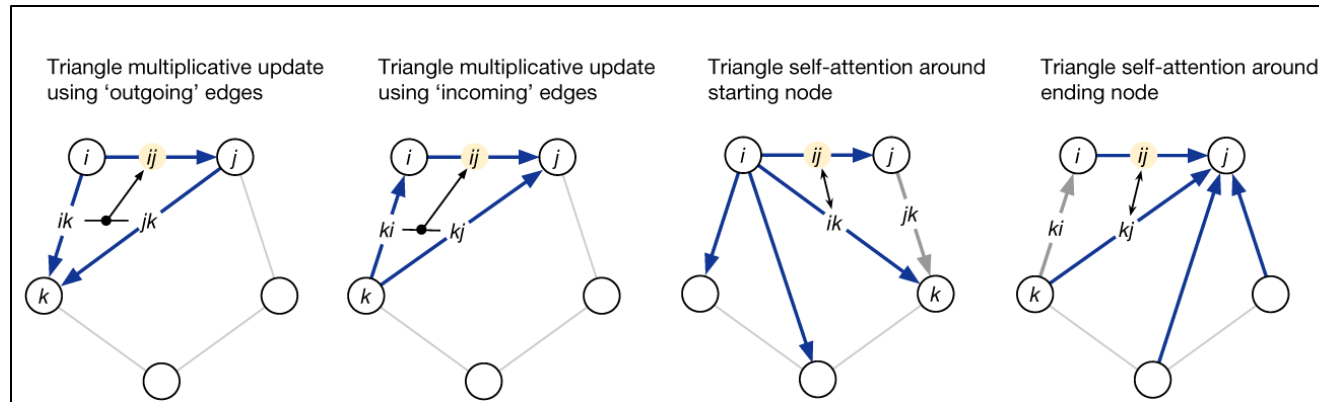 Triangle multiplicative update
using ‘outgoing’ edges
i
ij
j
ik
jk
k
Triangle multiplicative update
using ‘incoming’ edges
i
ij
j
ki
kj
k
Triangle self-attention around
starting node
i
ij
j
ik
jk
k
Triangle self-attention around
ending node
i
ij
j
ki
kj
k